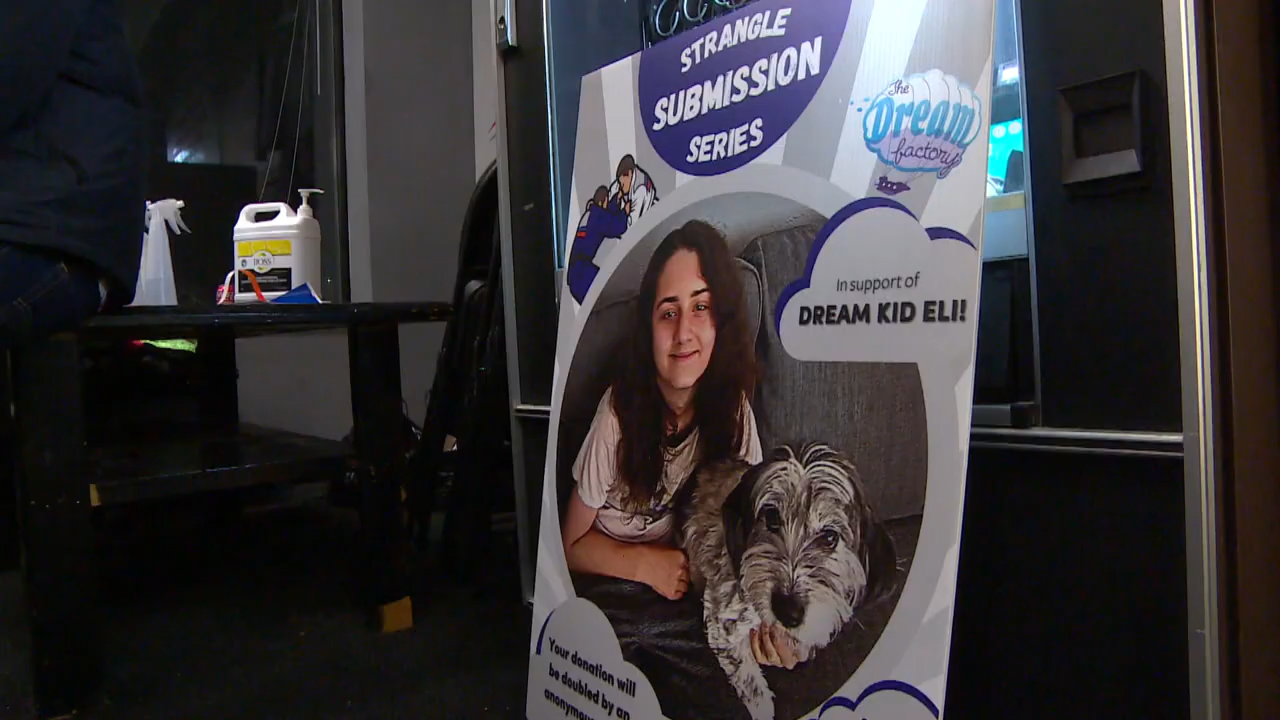 STRANGLE
SUBMISSION
SERIES
The
Dream
factory
In support of
DREAM KID ELI!
BOSS
Your donation will
be doubled by an